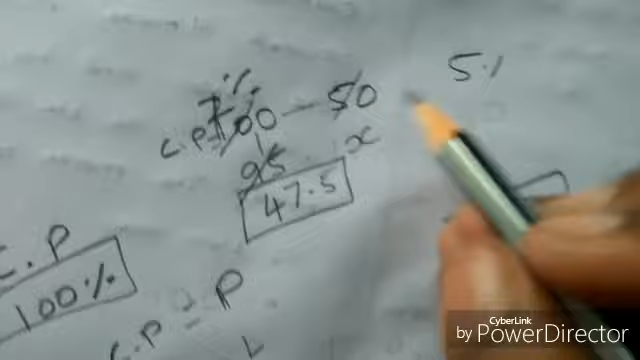 %
5%
C.P 100 — 50
95 x
47.5
C.P
100%
C.P = P
L
CyberLink
by PowerDirector